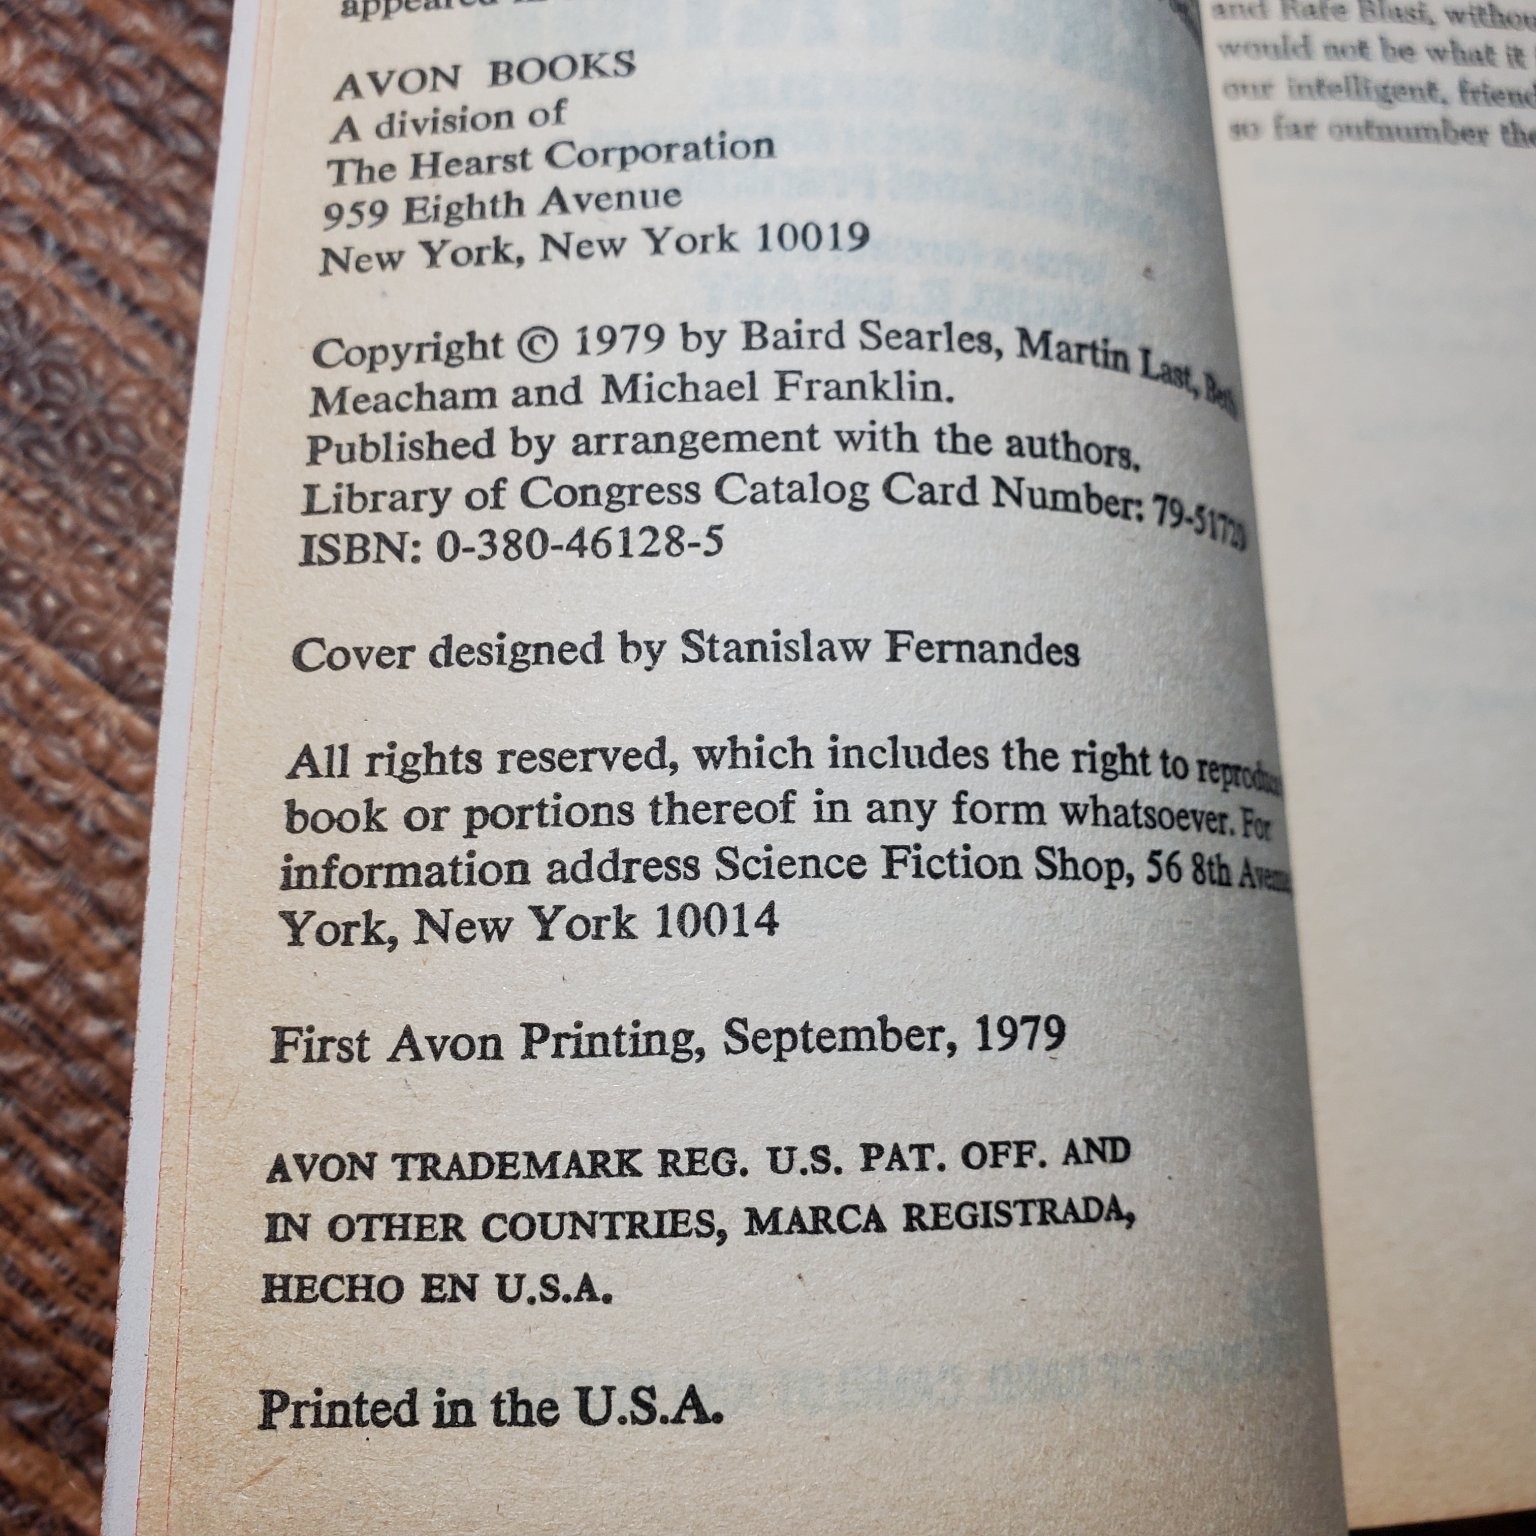 appeared in
AVON BOOKS
A division of
The Hearst Corporation
959 Eighth Avenue
New York, New York 10019
Copyright © 1979 by Baird Searles, Martin Last, Beth
Meacham and Michael Franklin.
Published by arrangement with the authors.
Library of Congress Catalog Card Number:
ISBN: 0-380-46128-5
Cover designed by Stanislaw Fernandes
All rights reserved, which includes the right to
book or portions thereof in any form whatsoever. For
information address Science Fiction Shop, 56 8th
York, New York 10014
First Avon Printing, September, 1979
AVON TRADEMARK REG. U.S. PAT. OFF. AND
IN OTHER COUNTRIES, MARCA REGISTRADA,
HECHO EN U.S.A.
Printed in the U.S.A.
and Rafe Blasi,
would not be what it
our intelligent,
so far outnumber